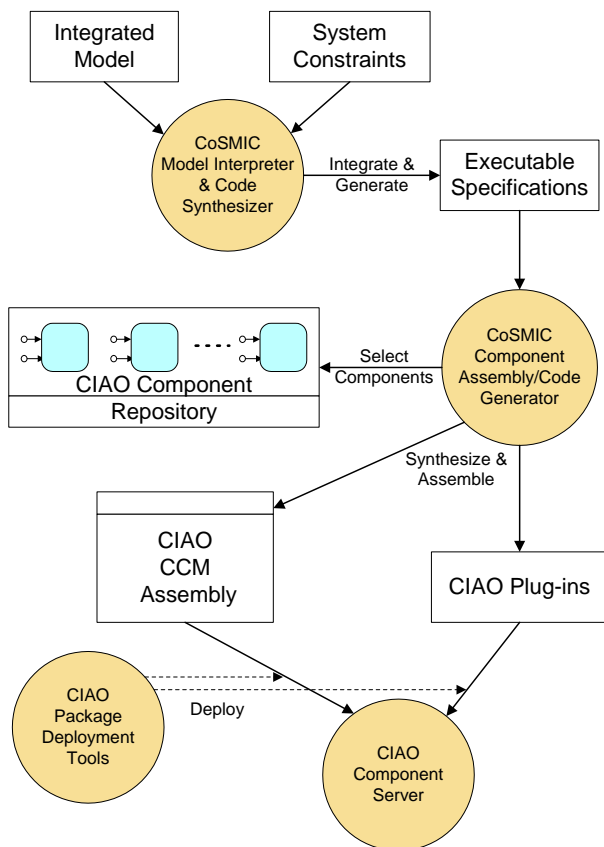 Integrated
Model
System
Constraints
CoSMIC
Model Interpreter
& Code
Synthesizer
Integrate &
Generate
Executable
Specifications
CIAO Component
Repository
Select
Components
CoSMIC
Component
Assembly/Code
Generator
Synthesize &
Assemble
CIAO
CCM
Assembly
CIAO Plug-ins
CIAO
Package
Deployment
Tools
Deploy
CIAO
Component
Server